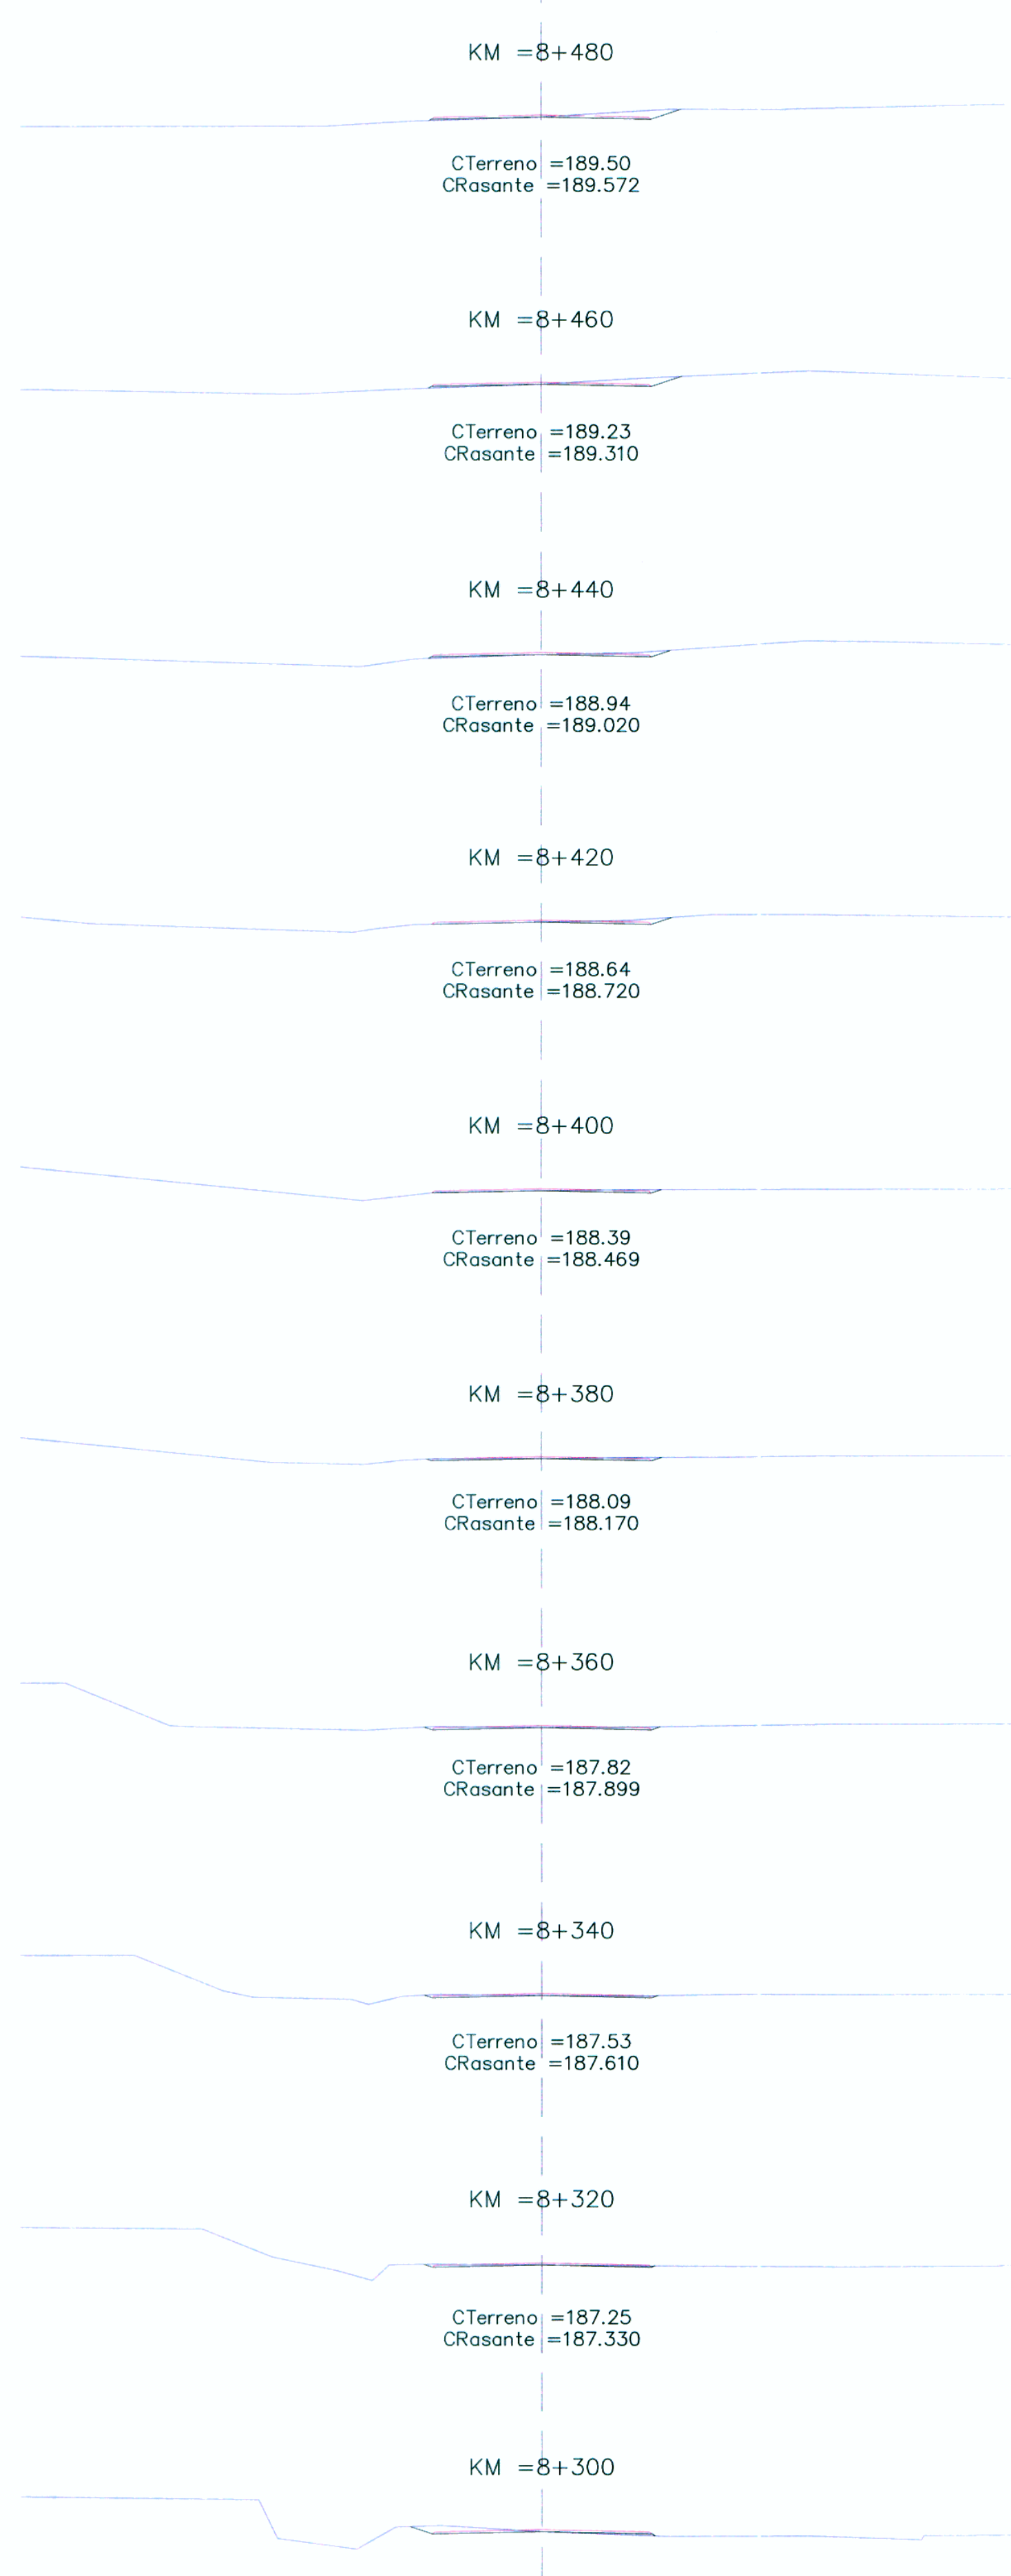 KM =8+480
CTerreno =189.50
CRasante =189.572
KM =8+460
CTerreno =189.23
CRasante =189.310
KM =8+440
CTerreno =188.94
CRasante =189.020
KM =8+420
CTerreno =188.64
CRasante =188.720
KM =8+400
CTerreno =188.39
CRasante =188.469
KM =8+380
CTerreno =188.09
CRasante =188.170
KM =8+360
CTerreno =187.82
CRasante =187.899
KM =8+340
CTerreno =187.53
CRasante =187.610
KM =8+320
CTerreno =187.25
CRasante =187.330
KM =8+300